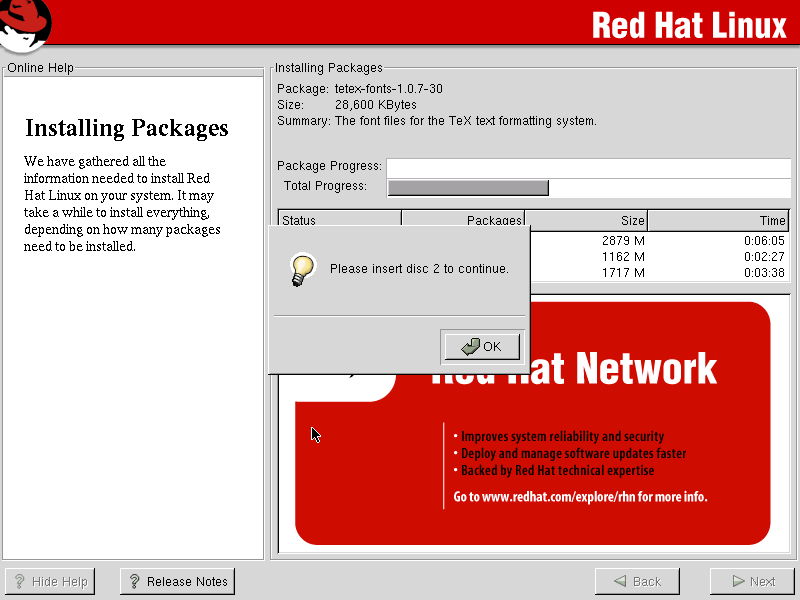 Red Hat Linux
Online Help
Installing Packages
We have gathered all the
information needed to install Red
Hat Linux on your system. It may
take a while to install everything,
depending on how many packages
need to be installed.
Installing Packages
Package: tetex-fonts-1.0.7-30
Size: 28,600 KBytes
Summary: The font files for the TeX text formatting system.
Package Progress:
Total Progress:
Status Packages Size Time
2879 M 0:06:05
1162 M 0:02:27
1717 M 0:03:38
Please insert disc 2 to continue.
OK
Red Hat Network
• Improves system reliability and security
• Deploy and manage software updates faster
• Backed by Red Hat technical expertise
Go to www.redhat.com/explore/rhn for more info.
Hide Help
Release Notes
Back
Next